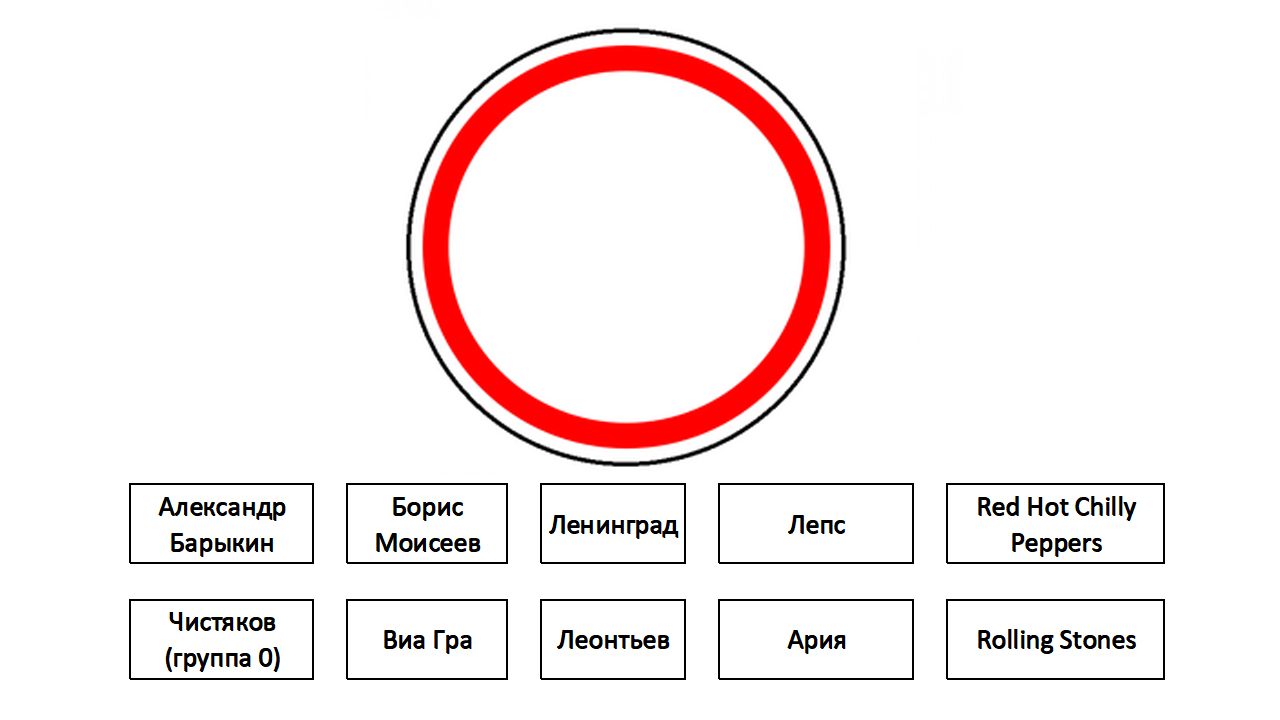 Александр
Барыкин
Борис
Моисеев
Ленинград
Лепс
Red Hot Chilly
Peppers
Чистяков
(группа 0)
Виа Гра
Леонтьев
Ария
Rolling Stones